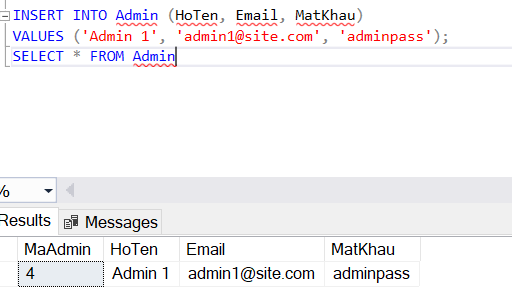 INSERT INTO Admin (HoTen, Email, MatKhau)
VALUES ('Admin 1', 'admin1@site.com', 'adminpass');
SELECT * FROM Admin
%
Results Messages
MaAdmin HoTen Email MatKhau
4 Admin 1 admin1@site.com adminpass